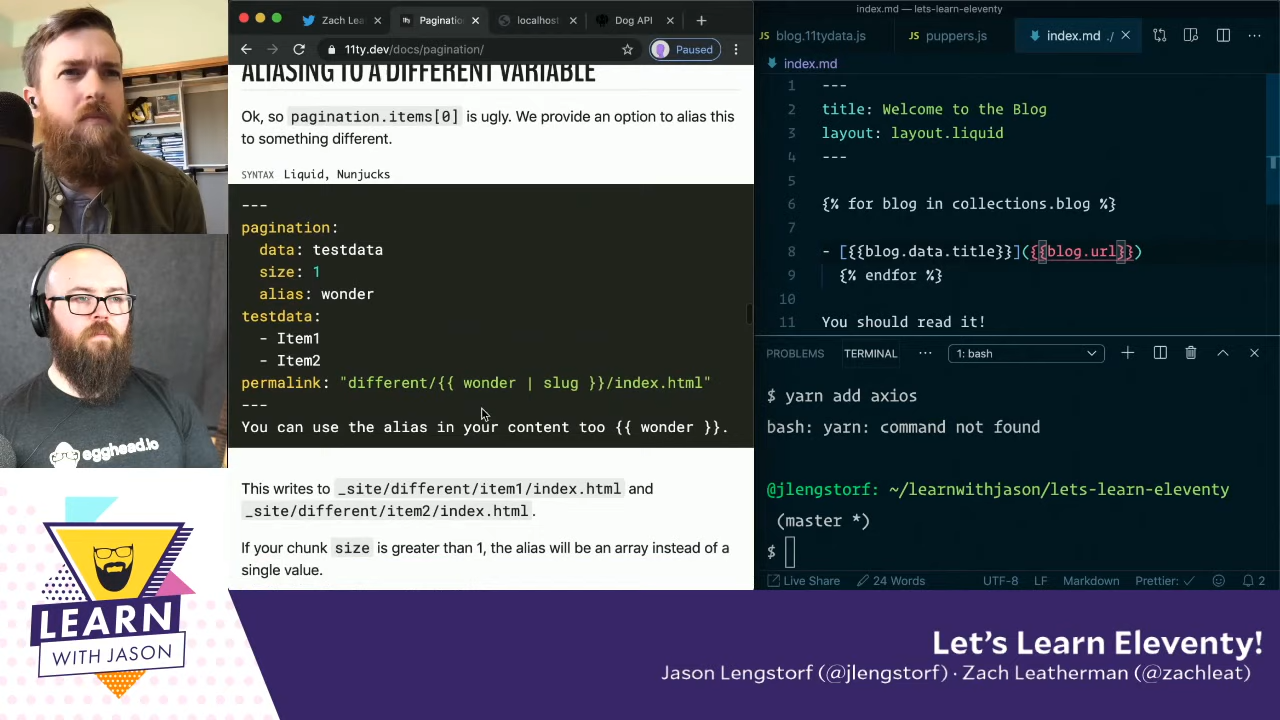 Zach Lea
Paginatio
localhost
Dog API
11ty.dev/docs/pagination/
Paused
ALIASING TO A DIFFERENT VARIABLE
Ok, so pagination.items[0] is ugly. We provide an option to alias this
to something different.
SYNTAX Liquid, Nunjucks
---
pagination:
data: testdata
size: 1
alias: wonder
testdata:
- Item1
- Item2
permalink: "different/{{ wonder | slug }}/index.html"
---
You can use the alias in your content too {{ wonder }}.
This writes to _site/different/item1/index.html and
_site/different/item2/index.html.
If your chunk size is greater than 1, the alias will be an array instead of a
single value.
index.md — lets-learn-eleventy
JS blog.11tydata.js
JS puppers.js
index.md ./
index.md
1 ---
2 title: Welcome to the Blog
3 layout: layout.liquid
4 ---
5
6 {% for blog in collections.blog %}
7
8 - [{{blog.data.title}}]({{blog.url}})
9 {% endfor %}
10
11 You should read it!
PROBLEMS TERMINAL ... 1: bash
$ yarn add axios
bash: yarn: command not found
@jlengstorf: ~/learnwithjason/lets-learn-eleventy
(master *)
$
Live Share 24 Words UTF-8 LF Markdown Prettier: ✓ 2
egghead.io
LEARN
WITH JASON
Let's Learn Eleventy!
Jason Lengstorf (@jlengstorf) · Zach Leatherman (@zachleat)